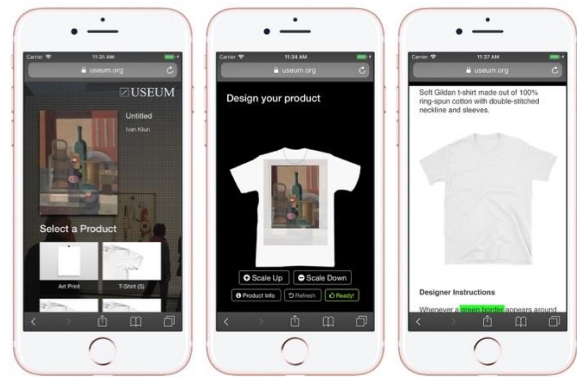 Carrier 11:31 AM
useum.org
USEUM
Untitled
Ivan Kliun
Select a Product
Art Print
T-Shirt (S)
Carrier 11:34 AM
useum.org
Design your product
Scale Up
Scale Down
Product Info
Refresh
Ready!
Carrier 11:37 AM
useum.org
Soft Gildan t-shirt made out of 100%
ring-spun cotton with double-stitched
neckline and sleeves.
Designer Instructions
Whenever a green border appears around